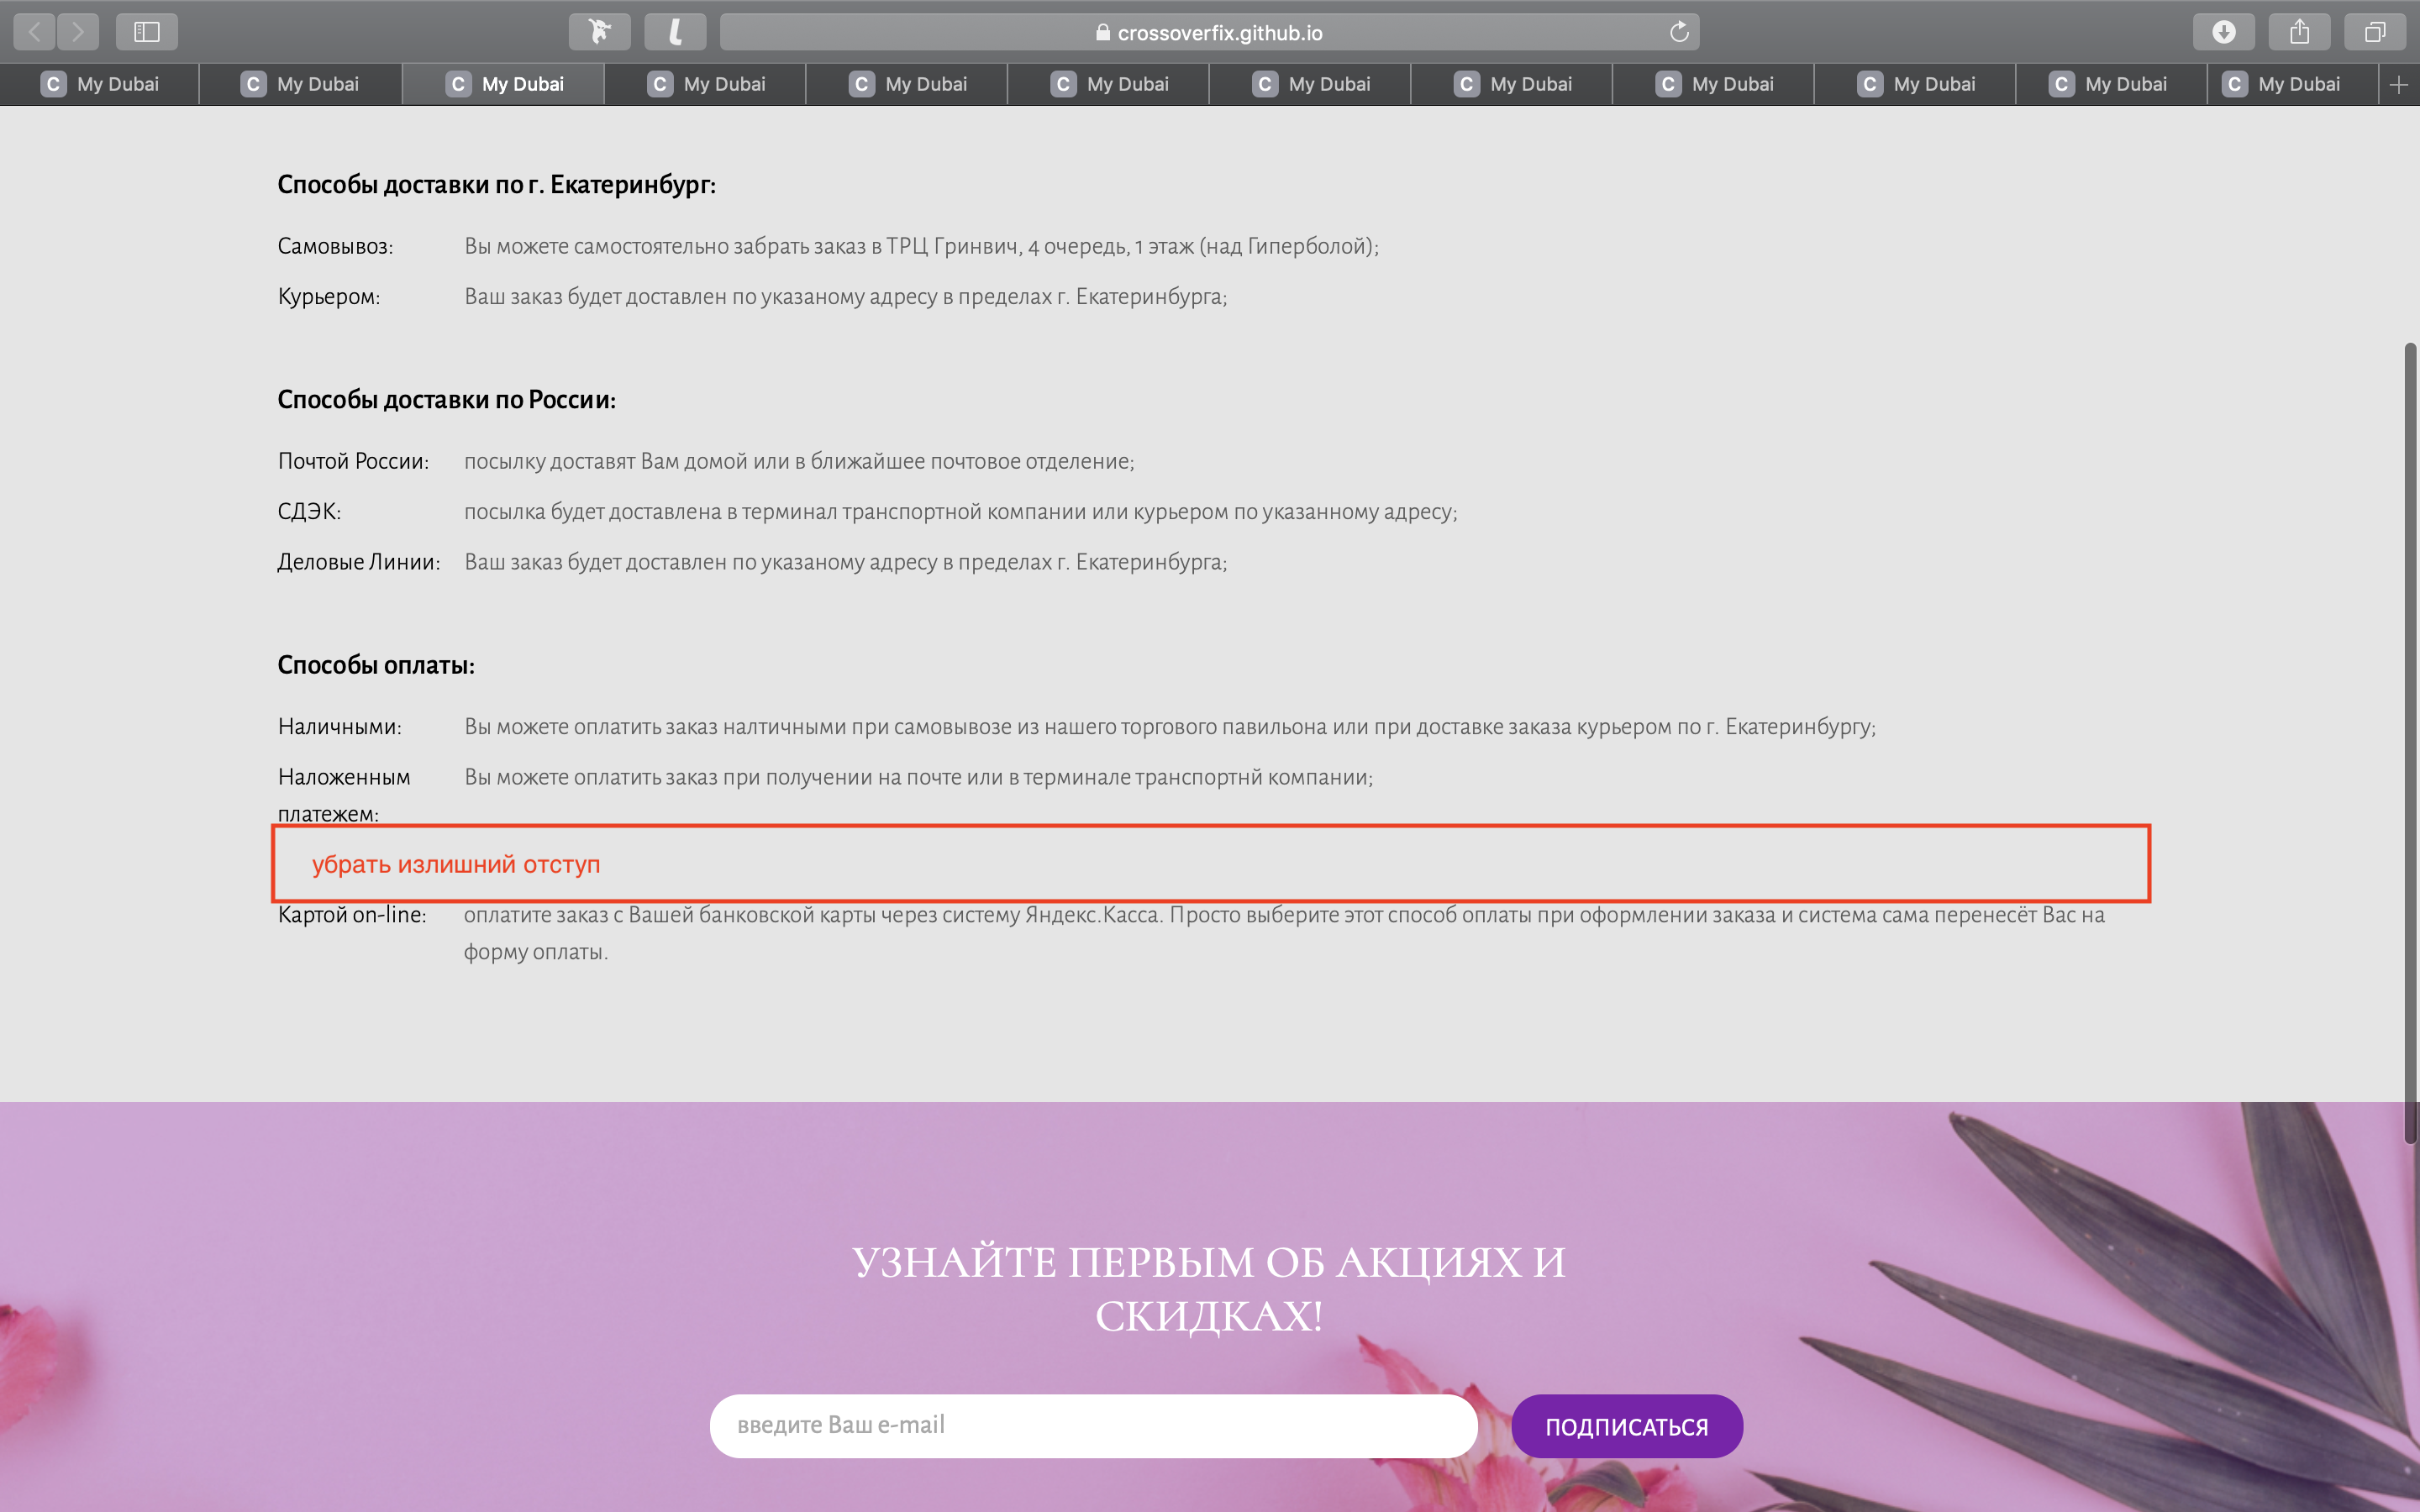 crossoverfix.github.io
C My Dubai C My Dubai C My Dubai C My Dubai C My Dubai C My Dubai C My Dubai C My Dubai C My Dubai C My Dubai C My Dubai C My Dubai
Способы доставки по г. Екатеринбург:
Самовывоз: Вы можете самостоятельно забрать заказ в ТРЦ Гринвич, 4 очередь, 1 этаж (над Гиперболой);
Курьером: Ваш заказ будет доставлен по указаному адресу в пределах г. Екатеринбурга;
Способы доставки по России:
Почтой России: посылку доставят Вам домой или в ближайшее почтовое отделение;
СДЭК: посылка будет доставлена в терминал транспортной компании или курьером по указанному адресу;
Деловые Линии: Ваш заказ будет доставлен по указаному адресу в пределах г. Екатеринбурга;
Способы оплаты:
Наличными: Вы можете оплатить заказ налтичными при самовывозе из нашего торгового павильона или при доставке заказа курьером по г. Екатеринбургу;
Наложенным Вы можете оплатить заказ при получении на почте или в терминале транспортнй компании;
платежем:
убрать излишний отступ
Картой on-line: оплатите заказ с Вашей банковской карты через систему Яндекс.Касса. Просто выберите этот способ оплаты при оформлении заказа и система сама перенесёт Вас на
форму оплаты.
УЗНАЙТЕ ПЕРВЫМ ОБ АКЦИЯХ И
СКИДКАХ!
введите Ваш e-mail ПОДПИСАТЬСЯ